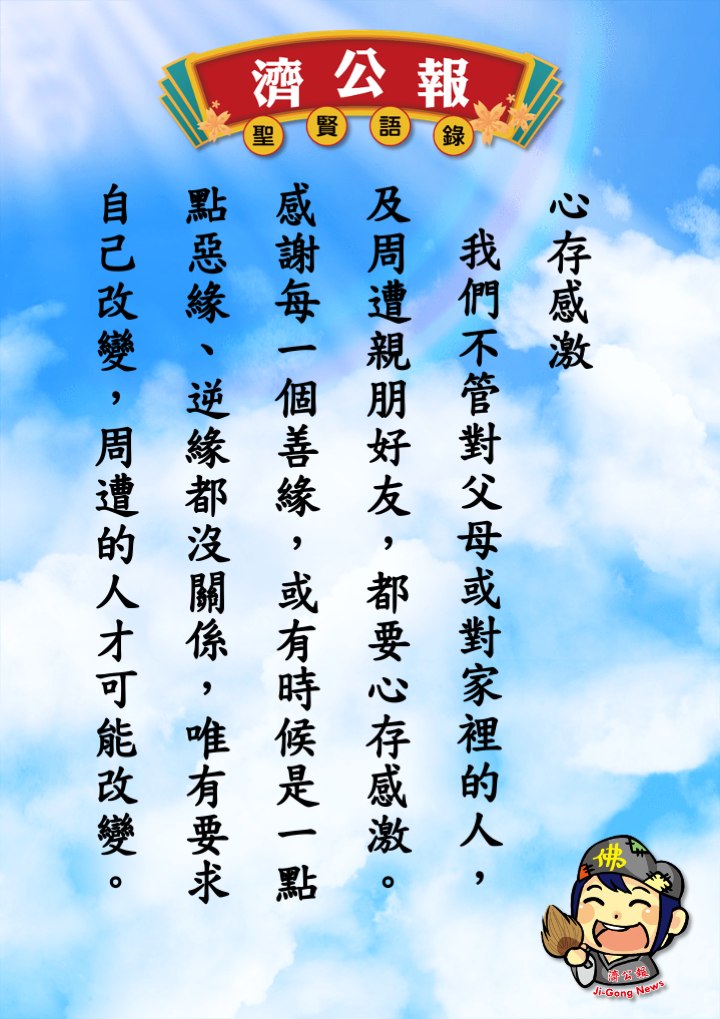 濟公報
聖賢語錄
心存感激
我們不管對父母或對家裡的人，
及周遭親朋好友，都要心存感激。
感謝每一個善緣，或有時候是一點
點惡緣、逆緣都沒關係，唯有要求
自己改變，周遭的人才可能改變。
佛
濟公報
Ji-Gong News